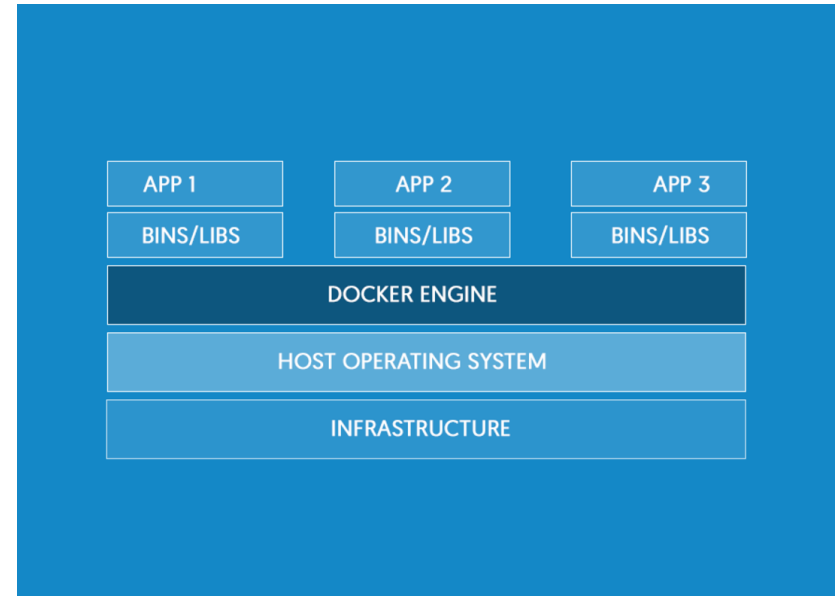 APP 1
APP 2
APP 3
BINS/LIBS
BINS/LIBS
BINS/LIBS
DOCKER ENGINE
HOST OPERATING SYSTEM
INFRASTRUCTURE